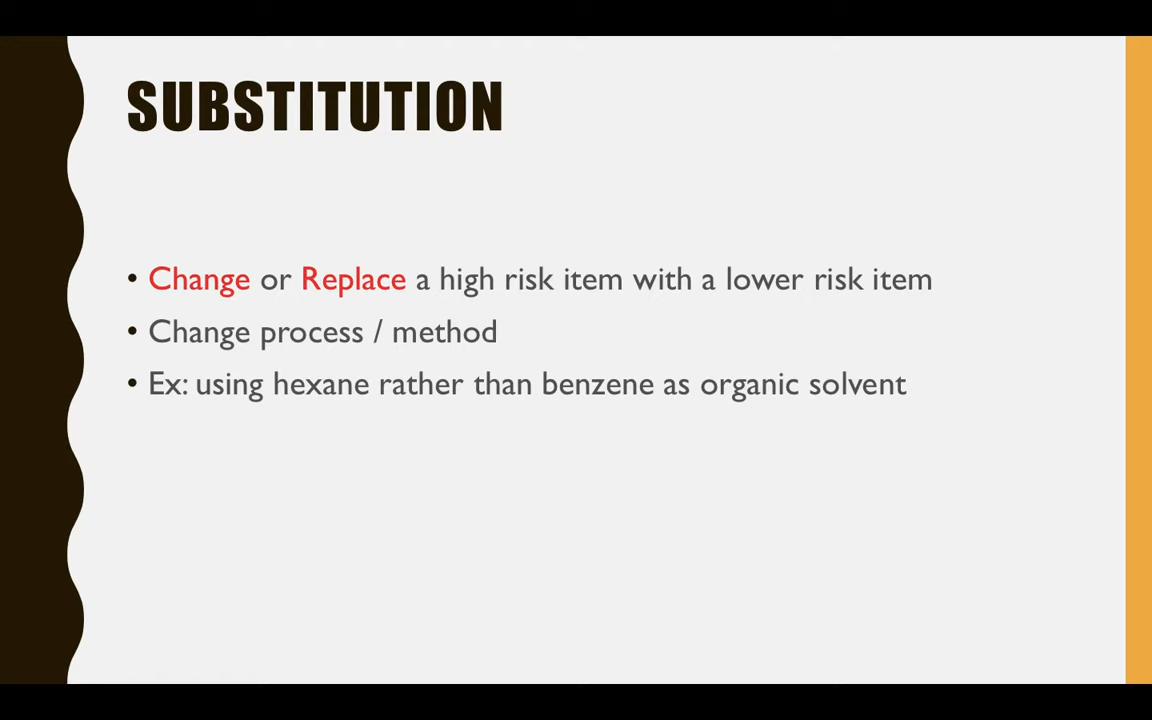 SUBSTITUTION
• Change or Replace a high risk item with a lower risk item
• Change process / method
• Ex: using hexane rather than benzene as organic solvent